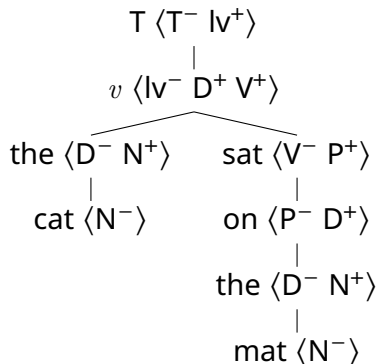 T ⟨T⁻ lv⁺⟩
v ⟨lv⁻ D⁺ V⁺⟩
the ⟨D⁻ N⁺⟩ sat ⟨V⁻ P⁺⟩
cat ⟨N⁻⟩ on ⟨P⁻ D⁺⟩
the ⟨D⁻ N⁺⟩
mat ⟨N⁻⟩